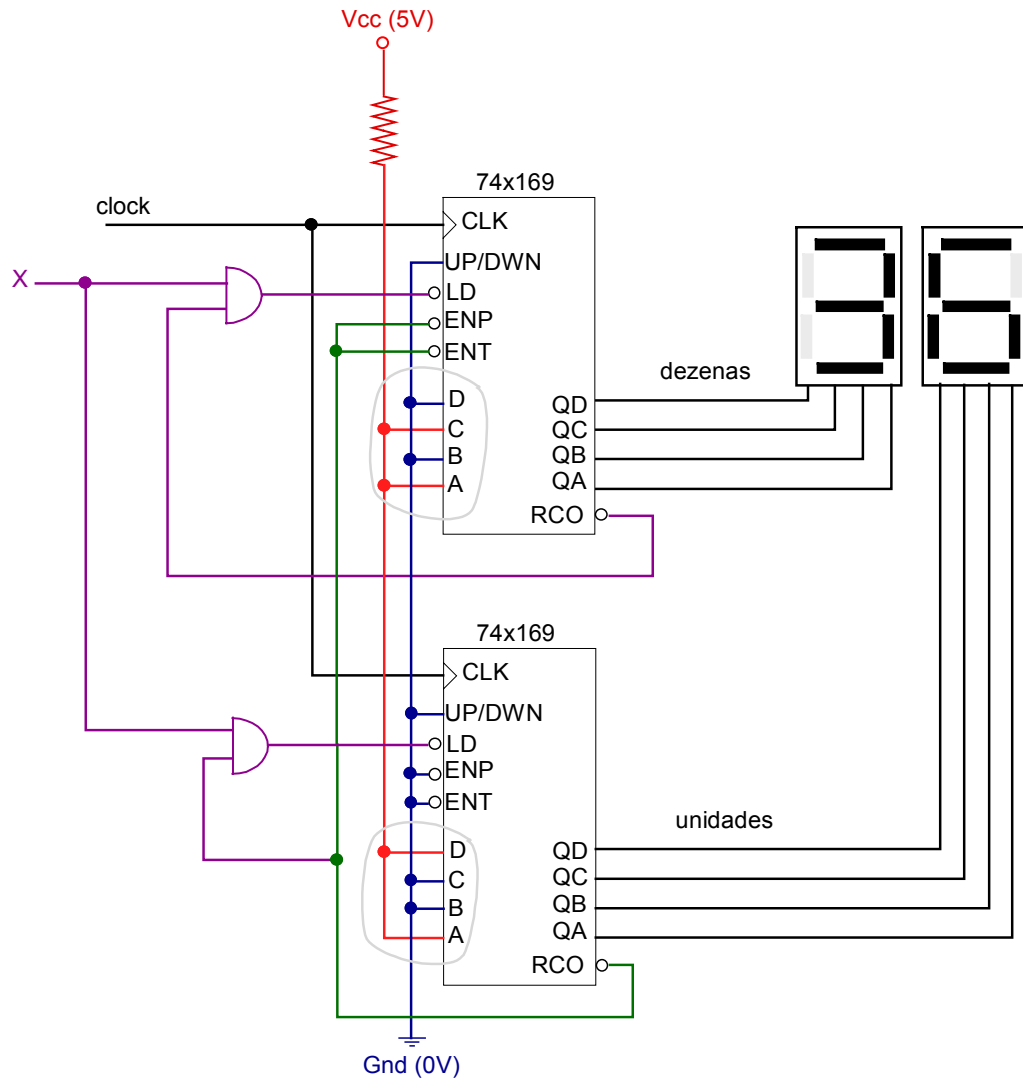 Vcc (5V)
74x169
clock
CLK
X
UP/DWN
LD
ENP
ENT
dezenas
D
C
B
A
QD
QC
QB
QA
RCO
36
74x169
CLK
UP/DWN
LD
ENP
ENT
unidades
D
C
B
A
QD
QC
QB
QA
RCO
Gnd (0V)